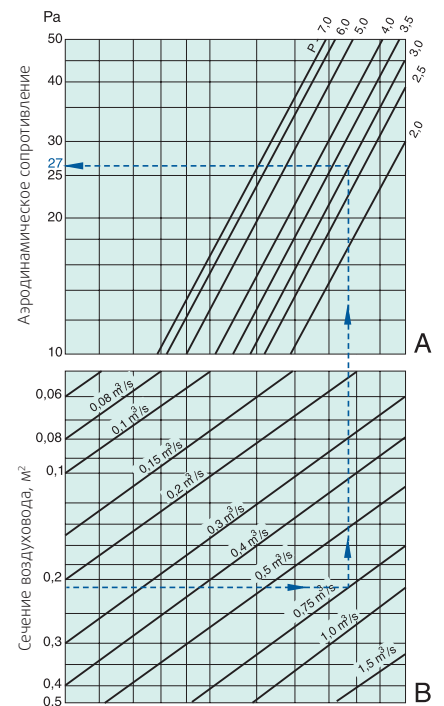 Pa
P - 7,0
6,0
5,0
4,0
3,5
3,0
2,5
2,0
50
40
30
27
25
20
10
Аэродинамическое сопротивление
A
0,06
0,08
0,1
0,2
0,3
0,4
0,5
Сечение воздуховода, м²
0,08 m³/s
0,1 m³/s
0,15 m³/s
0,2 m³/s
0,3 m³/s
0,4 m³/s
0,5 m³/s
0,75 m³/s
1,0 m³/s
1,5 m³/s
B